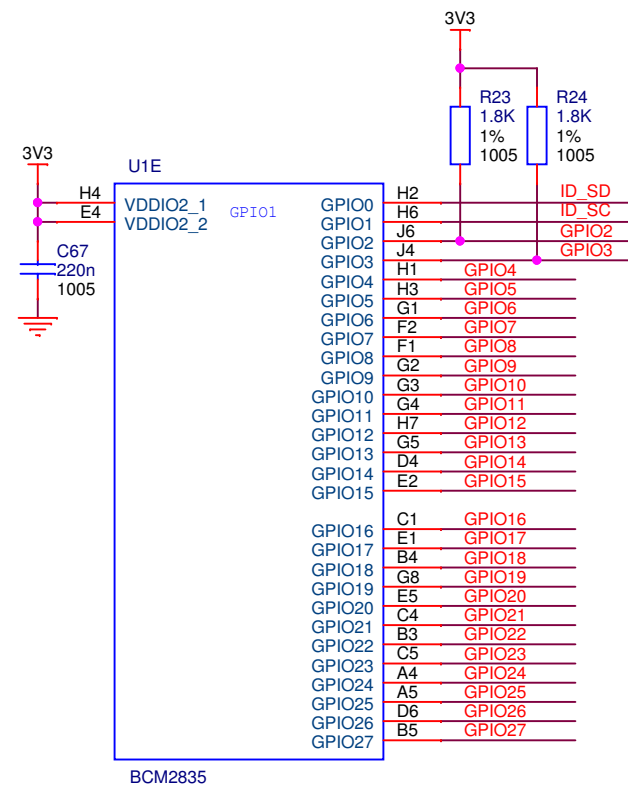 3V3
R23
1.8K
1%
1005
R24
1.8K
1%
1005
3V3
U1E
H4
VDDIO2_1
E4
VDDIO2_2
GPIO1
C67
220n
1005
GPIO0 H2 ID_SD
GPIO1 H6 ID_SC
GPIO2 J6 GPIO2
GPIO3 J4 GPIO3
GPIO4 H1 GPIO4
GPIO5 H3 GPIO5
GPIO6 G1 GPIO6
GPIO7 F2 GPIO7
GPIO8 F1 GPIO8
GPIO9 G2 GPIO9
GPIO10 G3 GPIO10
GPIO11 G4 GPIO11
GPIO12 H7 GPIO12
GPIO13 G5 GPIO13
GPIO14 D4 GPIO14
GPIO15 E2 GPIO15
GPIO16 C1 GPIO16
GPIO17 E1 GPIO17
GPIO18 B4 GPIO18
GPIO19 G8 GPIO19
GPIO20 E5 GPIO20
GPIO21 C4 GPIO21
GPIO22 B3 GPIO22
GPIO23 C5 GPIO23
GPIO24 A4 GPIO24
GPIO25 A5 GPIO25
GPIO26 D6 GPIO26
GPIO27 B5 GPIO27
BCM2835